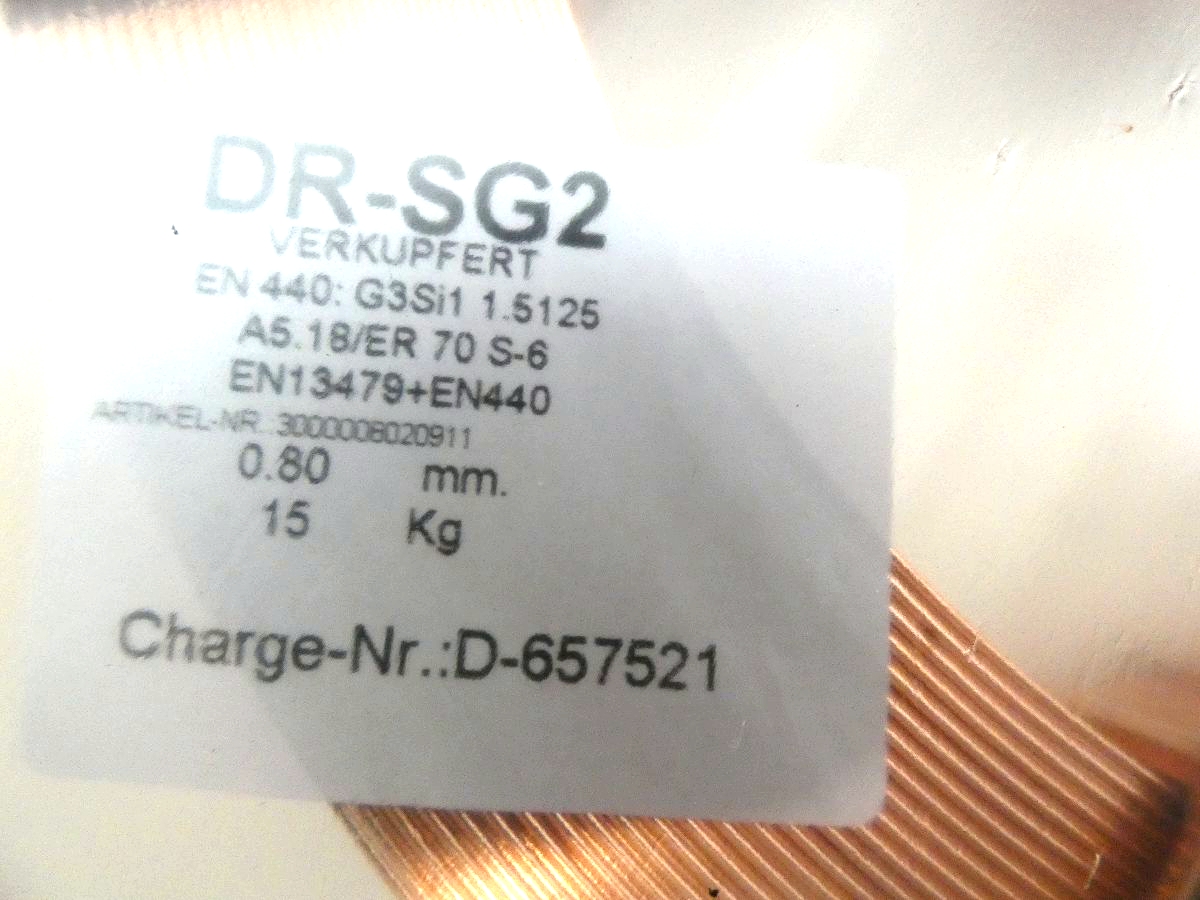 DR-SG2
VERKUPFERT
EN 440: G3Si1 1.5125
A5.18/ER 70 S-6
EN13479+EN440
ARTIKEL-NR.:3000008020911
0.80 mm.
15 Kg
Charge-Nr.:D-657521